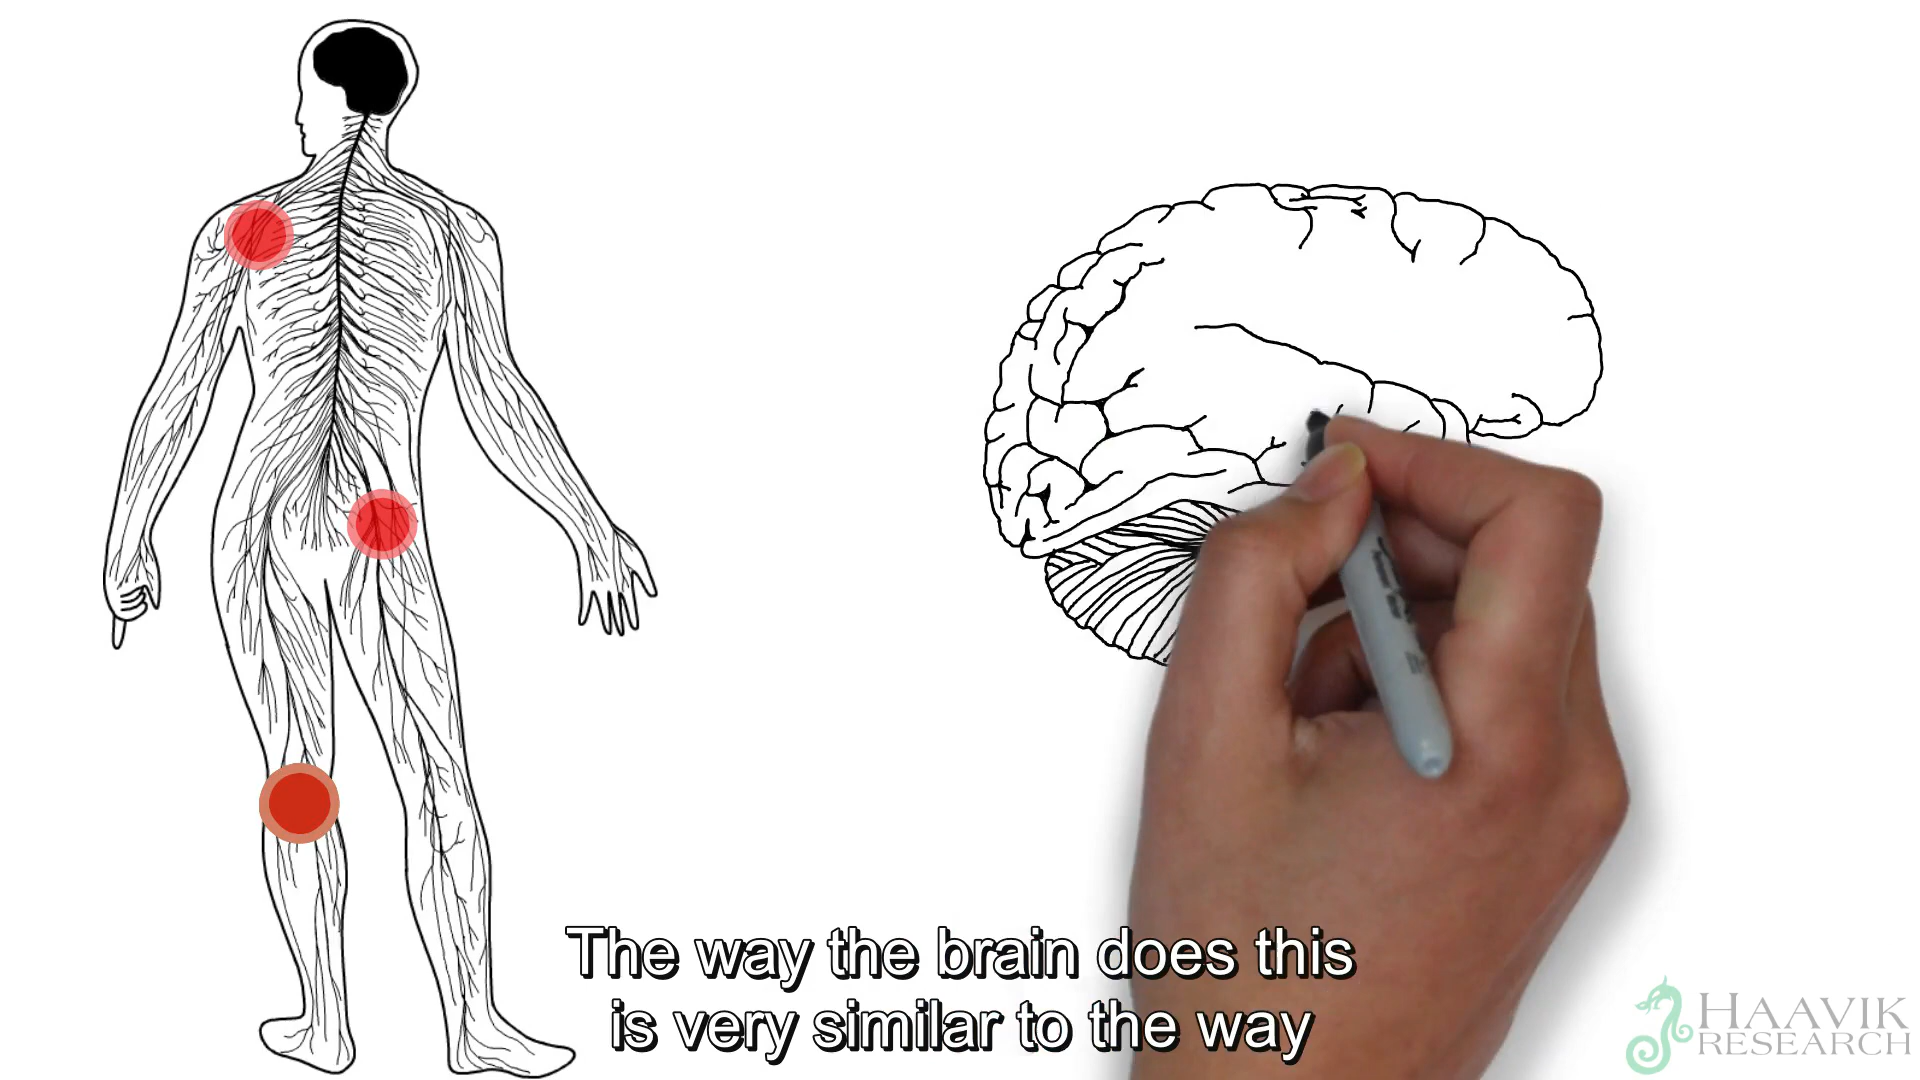 The way the brain does this
is very similar to the way
HAAVIK
RESEARCH